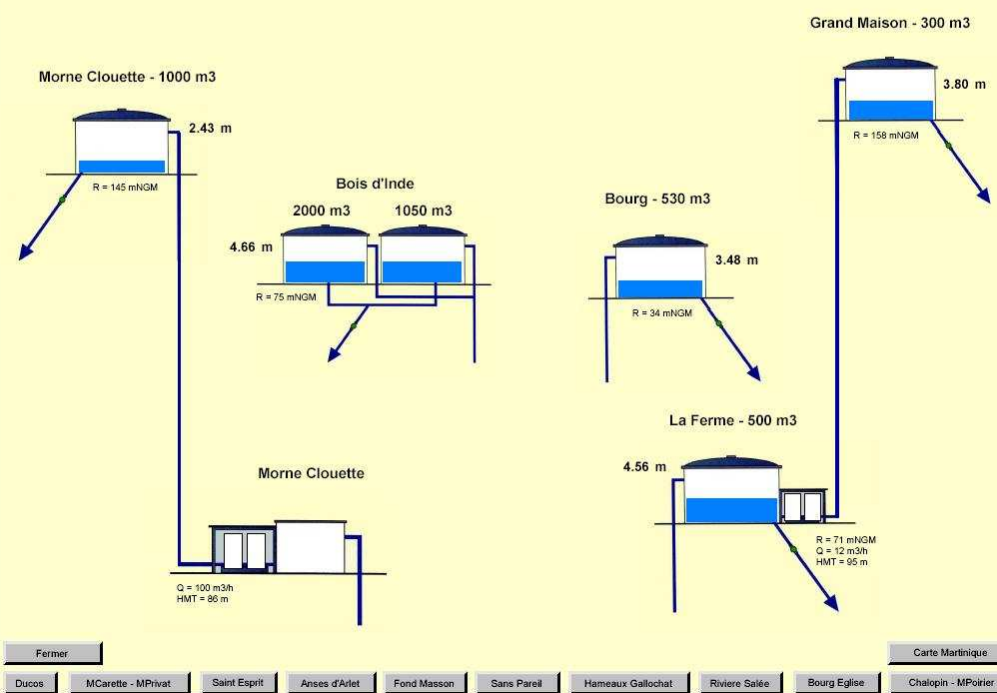 Grand Maison - 300 m3
Morne Clouette - 1000 m3
3.80 m
2.43 m
R = 158 mNGM
R = 145 mNGM
Bois d'Inde
2000 m3 1050 m3
Bourg - 530 m3
4.66 m
3.48 m
R = 75 mNGM
R = 34 mNGM
La Ferme - 500 m3
4.56 m
Morne Clouette
R = 71 mNGM
Q = 12 m3/h
HMT = 95 m
Q = 100 m3/h
HMT = 86 m
Fermer
Carte Martinique
Ducos
MCarette - MPrivat
Saint Esprit
Anses d'Arlet
Fond Masson
Sans Pareil
Hameaux Gallochat
Riviere Salée
Bourg Eglise
Chalopin - MPoirier